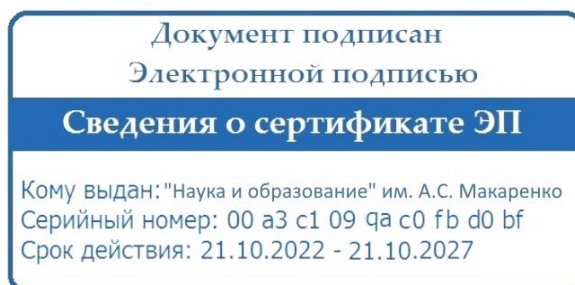 Документ подписан
Электронной подписью
Сведения о сертификате ЭП
Кому выдан: "Наука и образование" им. А.С. Макаренко
Серийный номер: 00 a3 c1 09 qa c0 fb d0 bf
Срок действия: 21.10.2022 - 21.10.2027